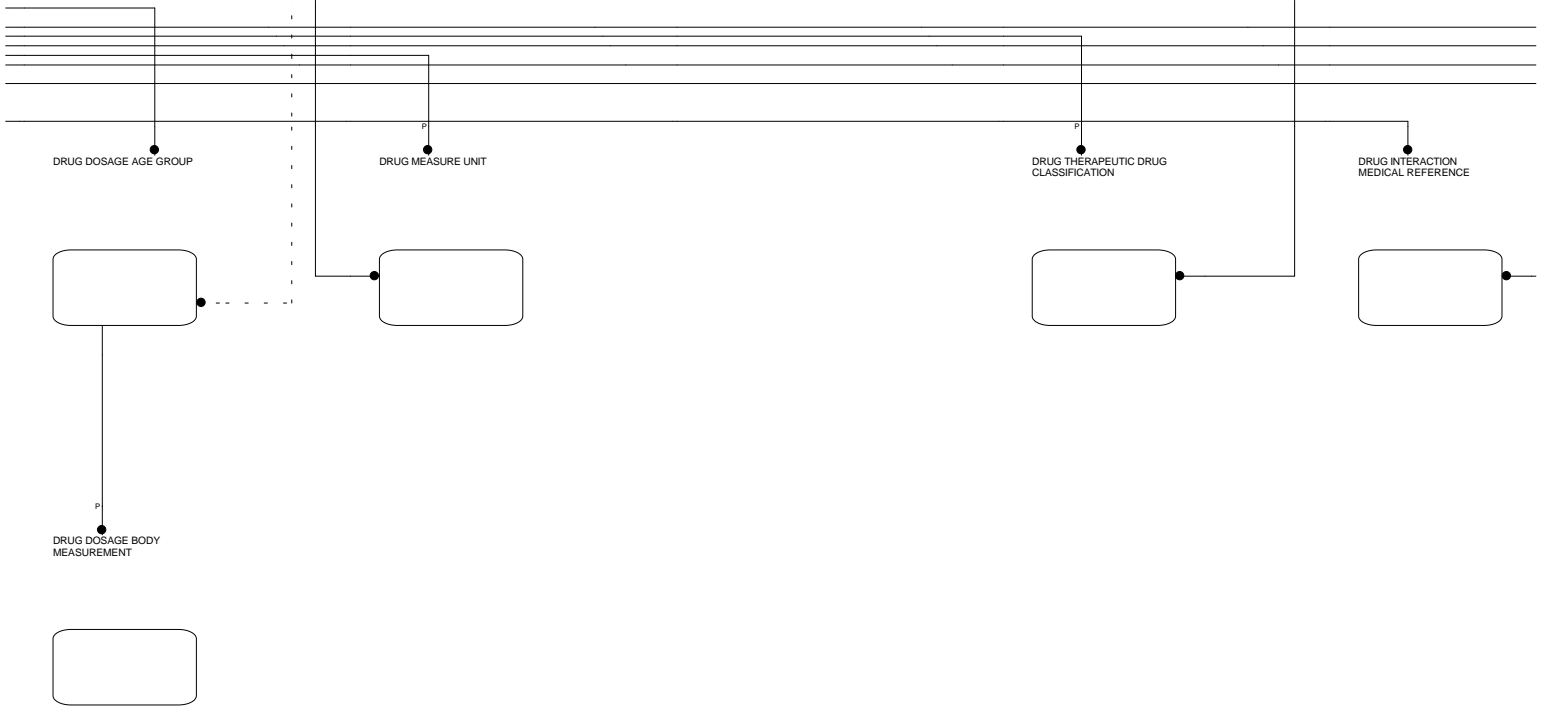 P
P
DRUG DOSAGE AGE GROUP
DRUG MEASURE UNIT
DRUG THERAPEUTIC DRUG
CLASSIFICATION
DRUG INTERACTION
MEDICAL REFERENCE
P
DRUG DOSAGE BODY
MEASUREMENT